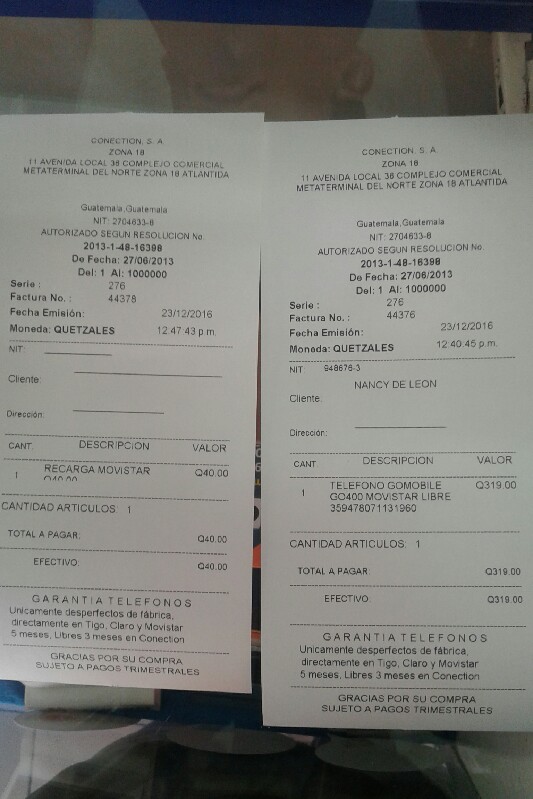 CONECTION, S. A.
ZONA 18
11 AVENIDA LOCAL 36 COMPLEJO COMERCIAL
METATERMINAL DEL NORTE ZONA 18 ATLANTIDA
Guatemala,Guatemala
NIT: 2704633-8
AUTORIZADO SEGUN RESOLUCION No.
2013-1-48-16398
De Fecha: 27/06/2013
Del: 1 Al: 1000000
Serie : 276
Factura No. : 44378
Fecha Emisión: 23/12/2016
Moneda: QUETZALES 12:47:43 p.m.
NIT:
Cliente:
Dirección:
CANT. DESCRIPCION VALOR
1 RECARGA MOVISTAR Q40.00
Q40.00
CANTIDAD ARTICULOS: 1
TOTAL A PAGAR: Q40.00
EFECTIVO: Q40.00
GARANTIA TELEFONOS
Unicamente desperfectos de fábrica,
directamente en Tigo, Claro y Movistar
5 meses, Libres 3 meses en Conection
GRACIAS POR SU COMPRA
SUJETO A PAGOS TRIMESTRALES
CONECTION, S. A.
ZONA 18
11 AVENIDA LOCAL 36 COMPLEJO COMERCIAL
METATERMINAL DEL NORTE ZONA 18 ATLANTIDA
Guatemala,Guatemala
NIT: 2704633-8
AUTORIZADO SEGUN RESOLUCION No.
2013-1-48-16398
De Fecha: 27/06/2013
Del: 1 Al: 1000000
Serie : 276
Factura No. : 44376
Fecha Emisión: 23/12/2016
Moneda: QUETZALES 12:40:45 p.m.
NIT: 948676-3
NANCY DE LEON
Cliente:
Dirección:
CANT DESCRIPCION VALOR
1 TELEFONO GOMOBILE Q319.00
GO400 MOVISTAR LIBRE
359478071131960
CANTIDAD ARTICULOS: 1
TOTAL A PAGAR: Q319.00
EFECTIVO: Q319.00
GARANTIA TELEFONOS
Unicamente desperfectos de fábrica,
directamente en Tigo, Claro y Movistar
5 meses, Libres 3 meses en Conection
GRACIAS POR SU COMPRA
SUJETO A PAGOS TRIMESTRALES